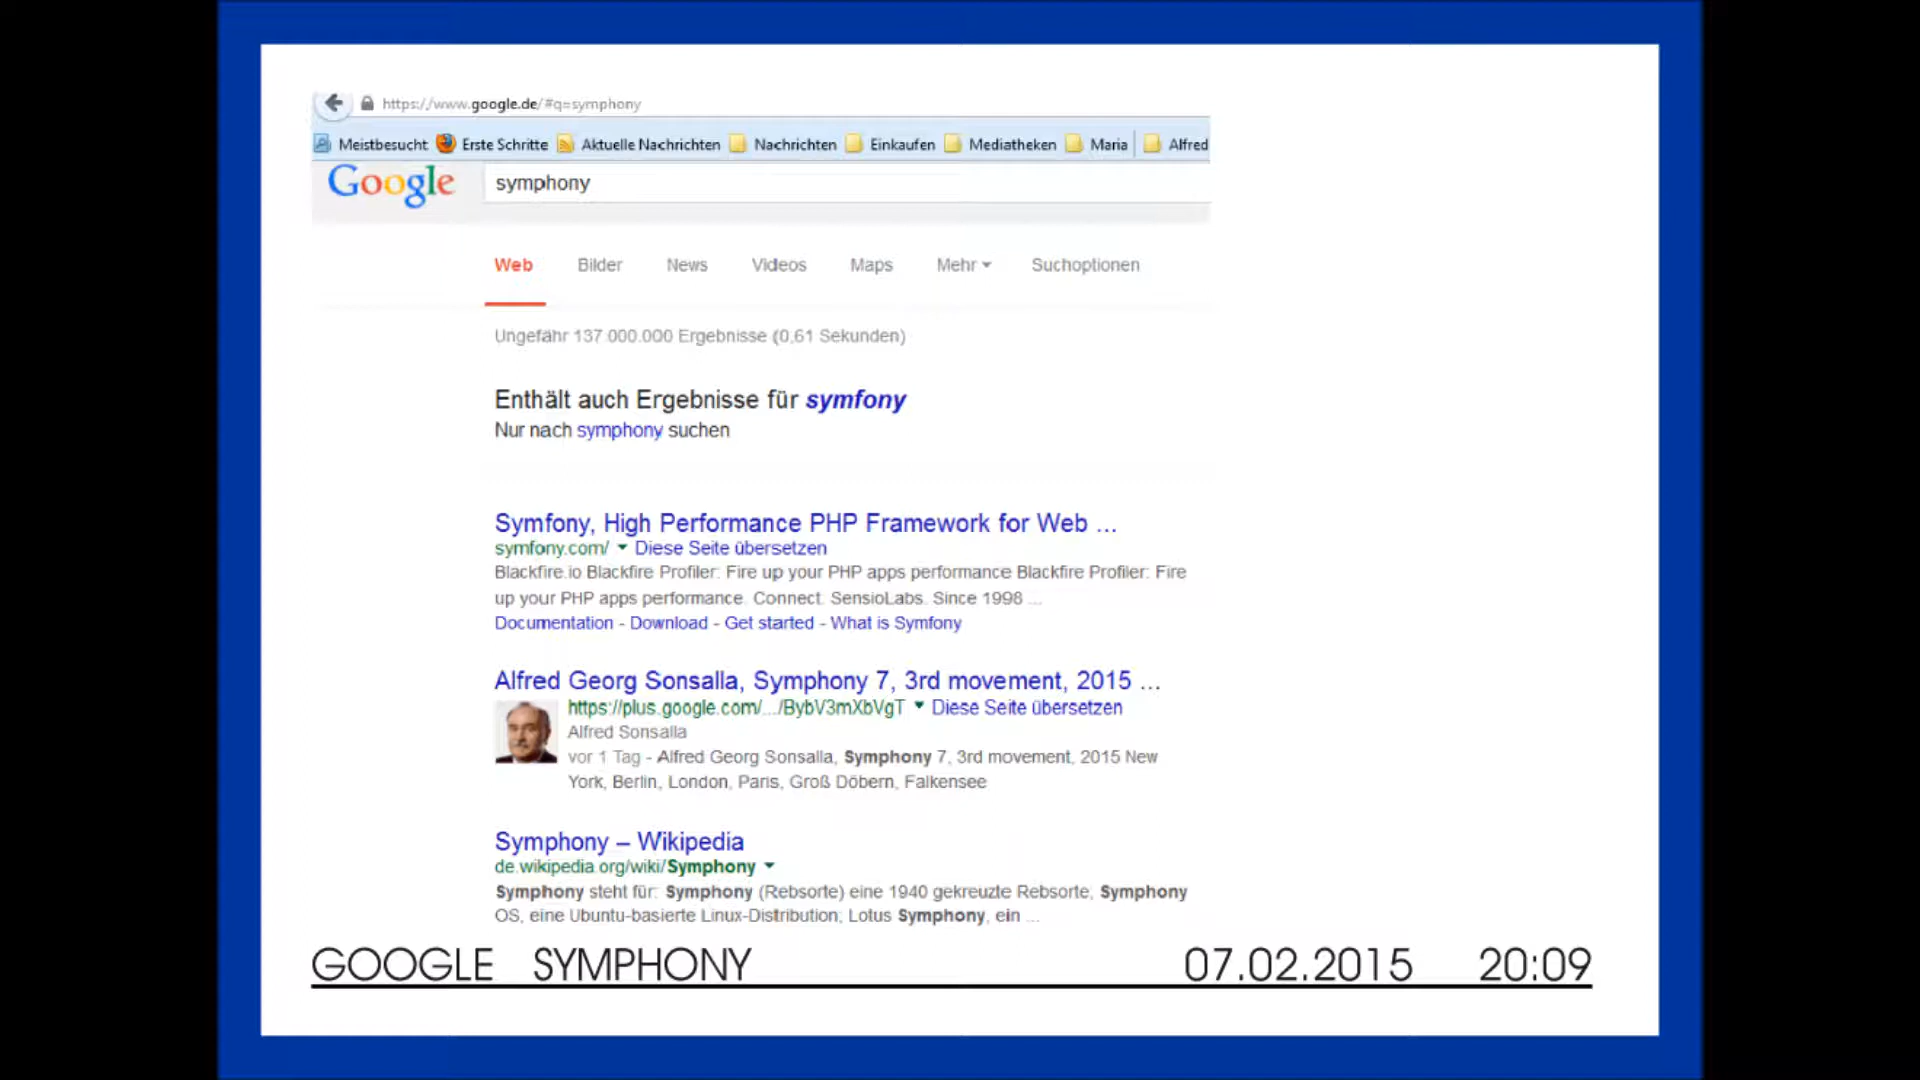 https://www.google.de/#q=symphony
Meistbesucht Erste Schritte Aktuelle Nachrichten Nachrichten Einkaufen Mediatheken Maria Alfred
Google symphony
Web Bilder News Videos Maps Mehr Suchoptionen
Ungefähr 137.000.000 Ergebnisse (0,61 Sekunden)
Enthält auch Ergebnisse für symfony
Nur nach symphony suchen
Symfony, High Performance PHP Framework for Web ...
symfony.com/ Diese Seite übersetzen
Blackfire.io Blackfire Profiler: Fire up your PHP apps performance Blackfire Profiler: Fire
up your PHP apps performance. Connect. SensioLabs. Since 1998 ...
Documentation - Download - Get started - What is Symfony
Alfred Georg Sonsalla, Symphony 7, 3rd movement, 2015 ...
https://plus.google.com/.../BybV3mXbVgT Diese Seite übersetzen
Alfred Sonsalla
vor 1 Tag - Alfred Georg Sonsalla, Symphony 7, 3rd movement, 2015 New
York, Berlin, London, Paris, Groß Döbern, Falkensee
Symphony – Wikipedia
de.wikipedia.org/wiki/Symphony
Symphony steht für: Symphony (Rebsorte) eine 1940 gekreuzte Rebsorte, Symphony
OS, eine Ubuntu-basierte Linux-Distribution; Lotus Symphony, ein ...
GOOGLE SYMPHONY 07.02.2015 20:09